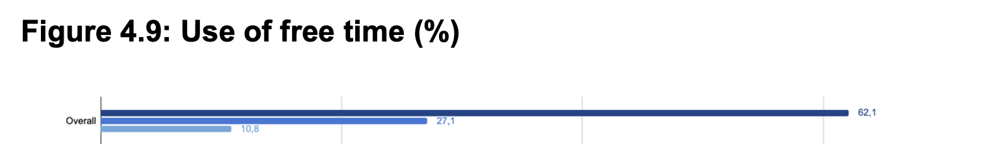 Figure 4.9: Use of free time (%)
62,1
Overall 27,1
10,8